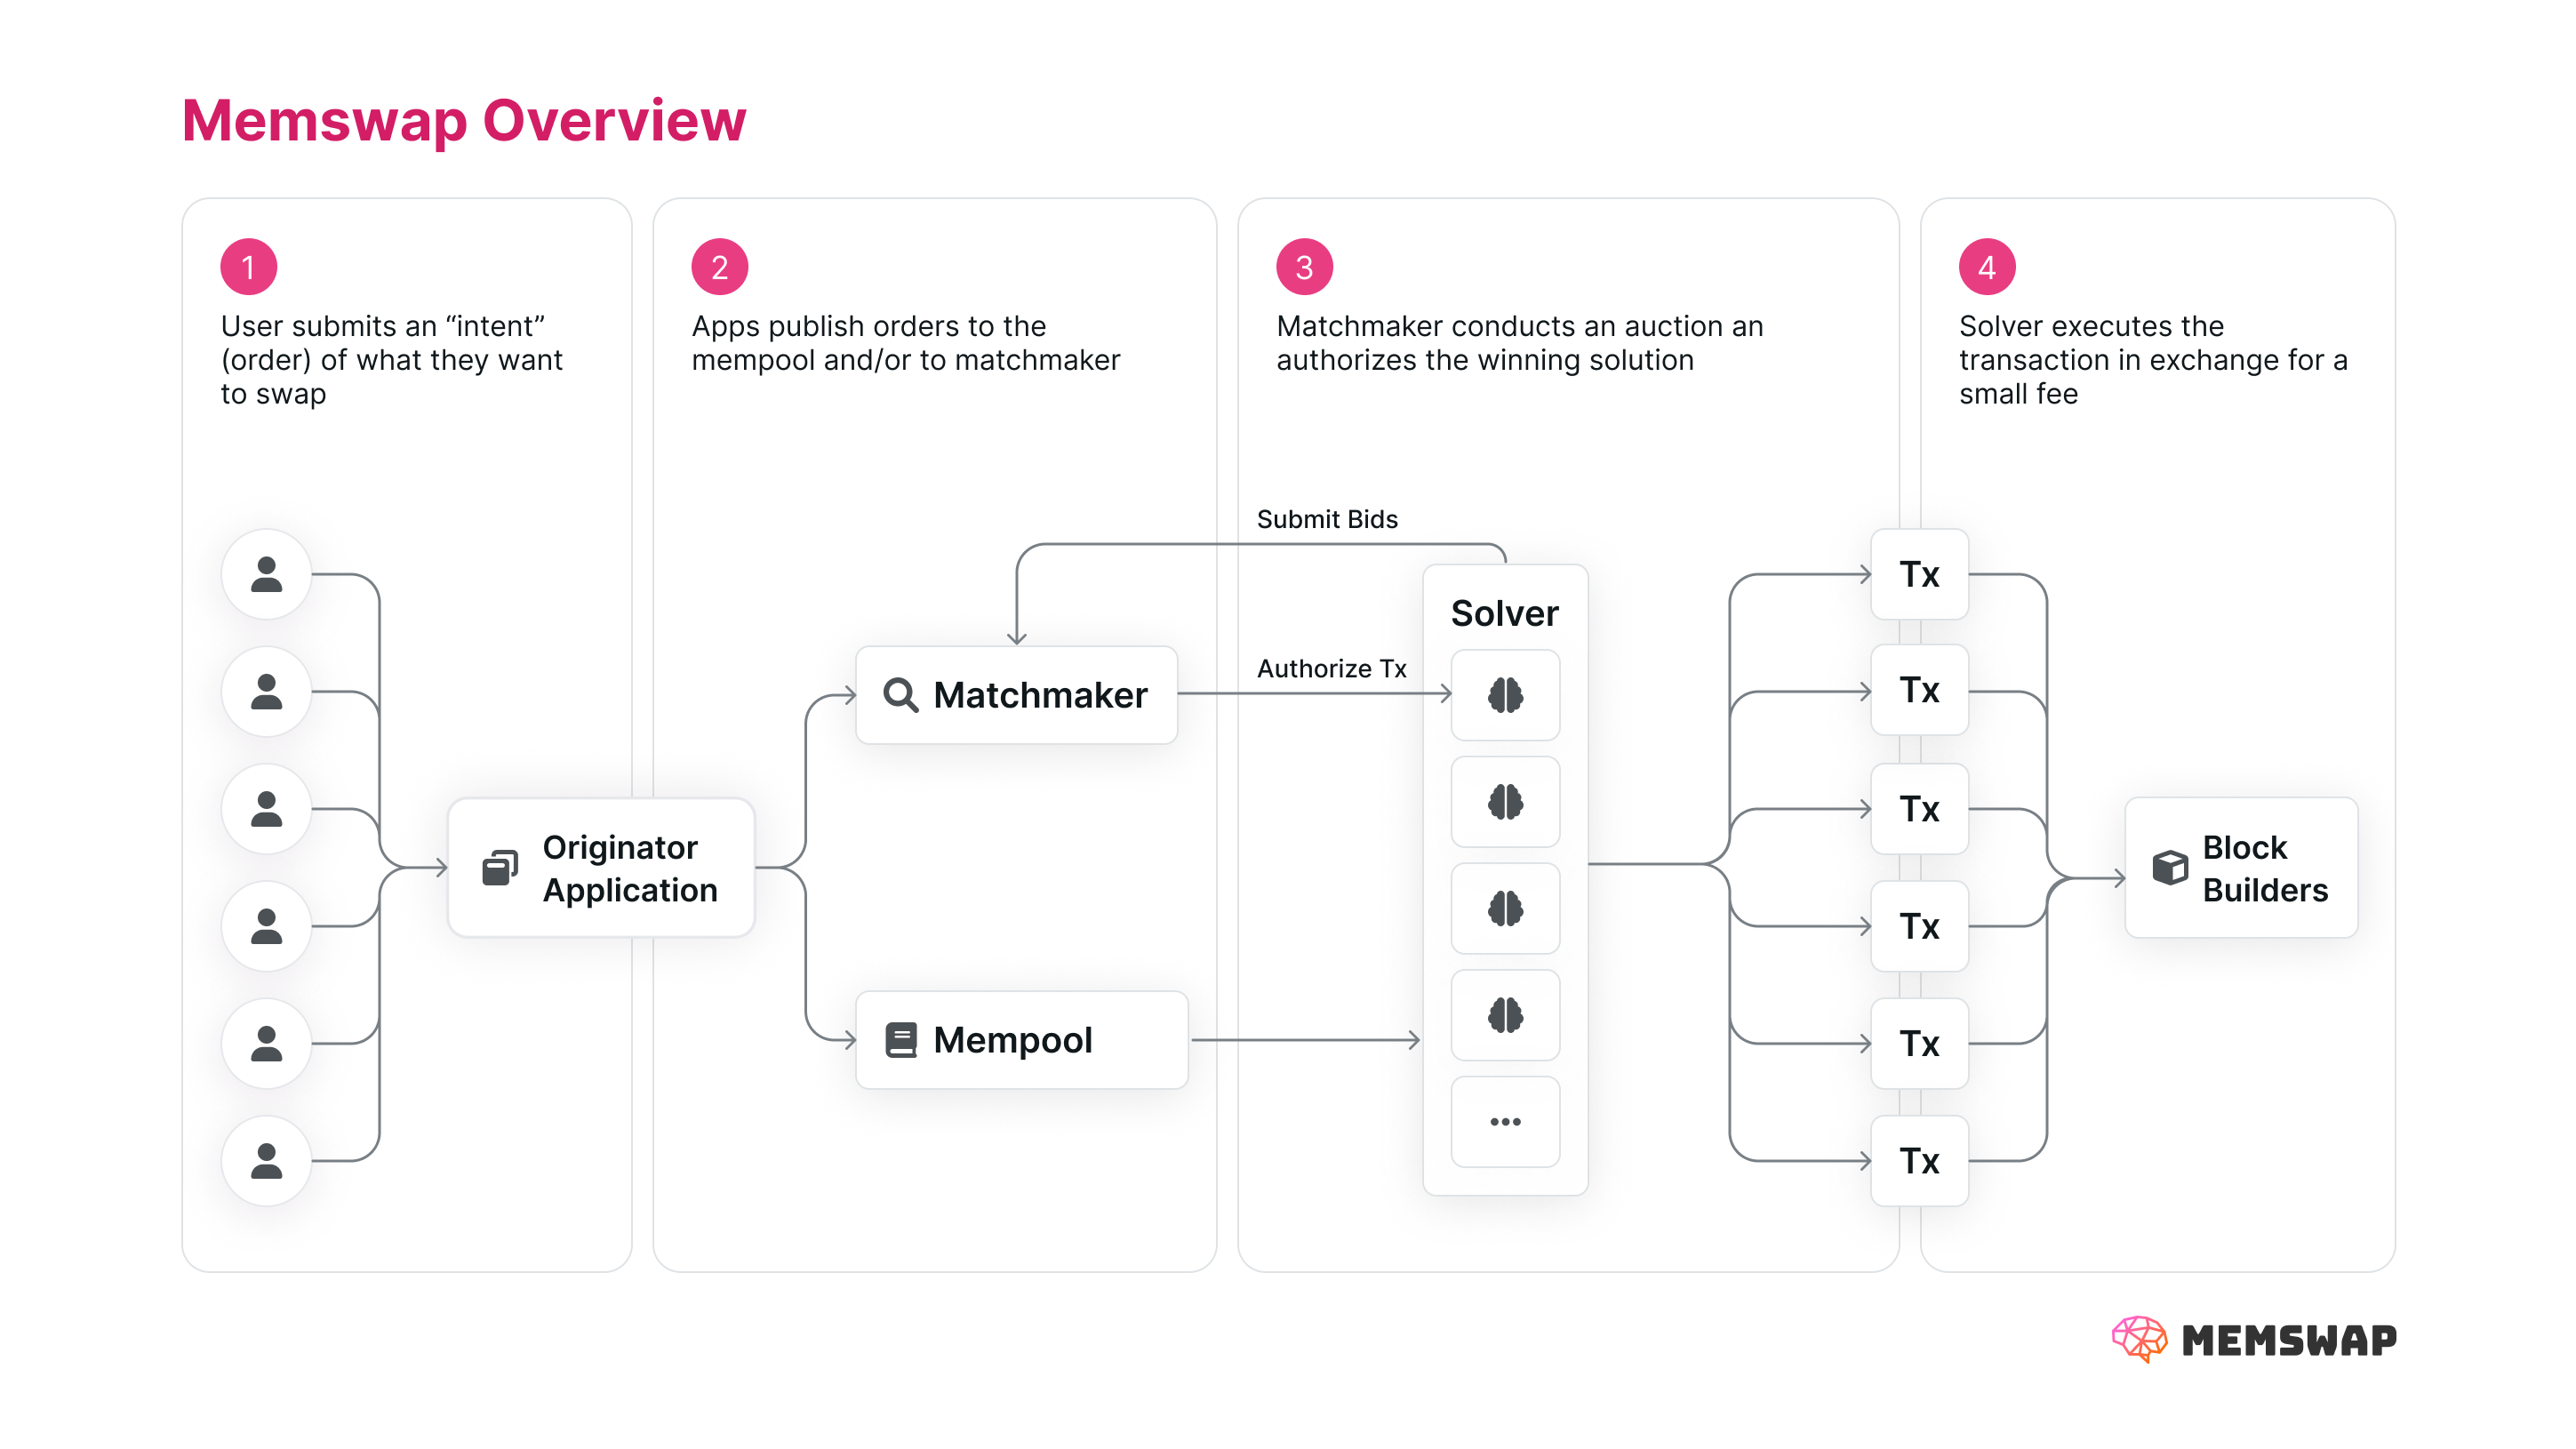 Memswap Overview
1
User submits an “intent”
(order) of what they want
to swap
2
Apps publish orders to the
mempool and/or to matchmaker
3
Matchmaker conducts an auction an
authorizes the winning solution
4
Solver executes the
transaction in exchange for a
small fee
Originator
Application
Matchmaker
Mempool
Submit Bids
Authorize Tx
Solver
...
Tx
Tx
Tx
Tx
Tx
Tx
Block
Builders
MEMSWAP